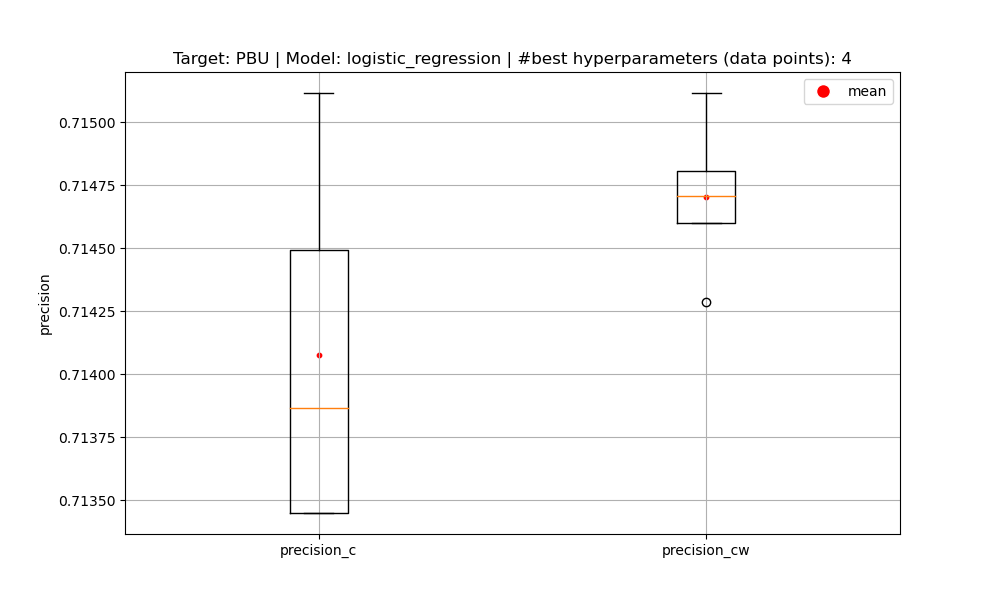 Target: PBU | Model: logistic_regression | #best hyperparameters (data points): 4
mean
0.71500
0.71475
0.71450
0.71425
0.71400
0.71375
0.71350
precision
precision_c
precision_cw